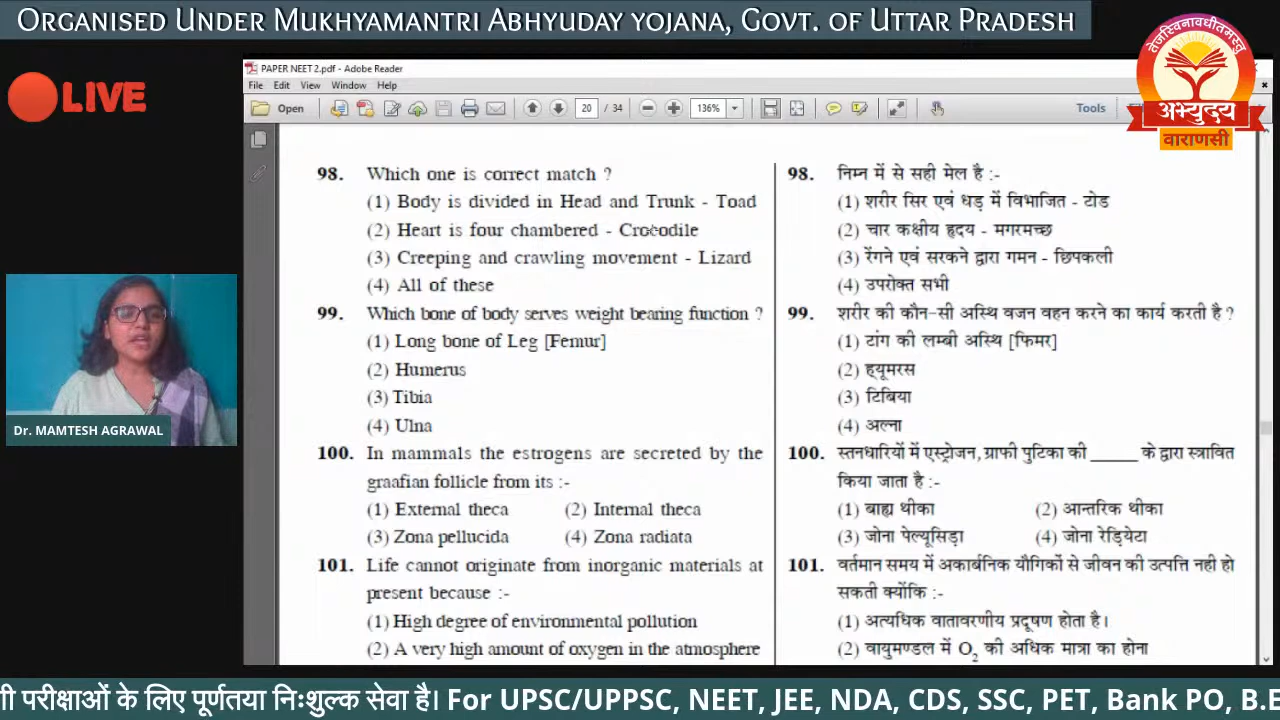 Organised Under Mukhyamantri Abhyuday yojana, Govt. of Uttar Pradesh
तेजस्विनावधीतमस्तु
अभ्युदय
वाराणसी
LIVE
PAPER NEET 2.pdf - Adobe Reader
File Edit View Window Help
Open 20 / 34 136% Tools
98. Which one is correct match ?
(1) Body is divided in Head and Trunk - Toad
(2) Heart is four chambered - Crocodile
(3) Creeping and crawling movement - Lizard
(4) All of these
99. Which bone of body serves weight bearing function ?
(1) Long bone of Leg [Femur]
(2) Humerus
(3) Tibia
(4) Ulna
100. In mammals the estrogens are secreted by the
graafian follicle from its :-
(1) External theca (2) Internal theca
(3) Zona pellucida (4) Zona radiata
101. Life cannot originate from inorganic materials at
present because :-
(1) High degree of environmental pollution
(2) A very high amount of oxygen in the atmosphere
98. निम्न में से सही मेल है :-
(1) शरीर सिर एवं धड़ में विभाजित - टोड
(2) चार कक्षीय हृदय - मगरमच्छ
(3) रेंगने एवं सरकने द्वारा गमन - छिपकली
(4) उपरोक्त सभी
99. शरीर की कौन-सी अस्थि वजन वहन करने का कार्य करती है ?
(1) टांग की लम्बी अस्थि [फिमर]
(2) ह्यूमरस
(3) टिबिया
(4) अल्ना
100. स्तनधारियों में एस्ट्रोजन, ग्राफी पुटिका की _____ के द्वारा स्त्रावित
किया जाता है :-
(1) बाह्य थीका (2) आन्तरिक थीका
(3) जोना पेल्यूसिड़ा (4) जोना रेड़ियेटा
101. वर्तमान समय में अकार्बनिक यौगिकों से जीवन की उत्पत्ति नही हो
सकती क्योंकि :-
(1) अत्यधिक वातावरणीय प्रदूषण होता है।
(2) वायुमण्डल में O₂ की अधिक मात्रा का होना
Dr. MAMTESH AGRAWAL
गी परीक्षाओं के लिए पूर्णतया निःशुल्क सेवा है। For UPSC/UPPSC, NEET, JEE, NDA, CDS, SSC, PET, Bank PO, B.E